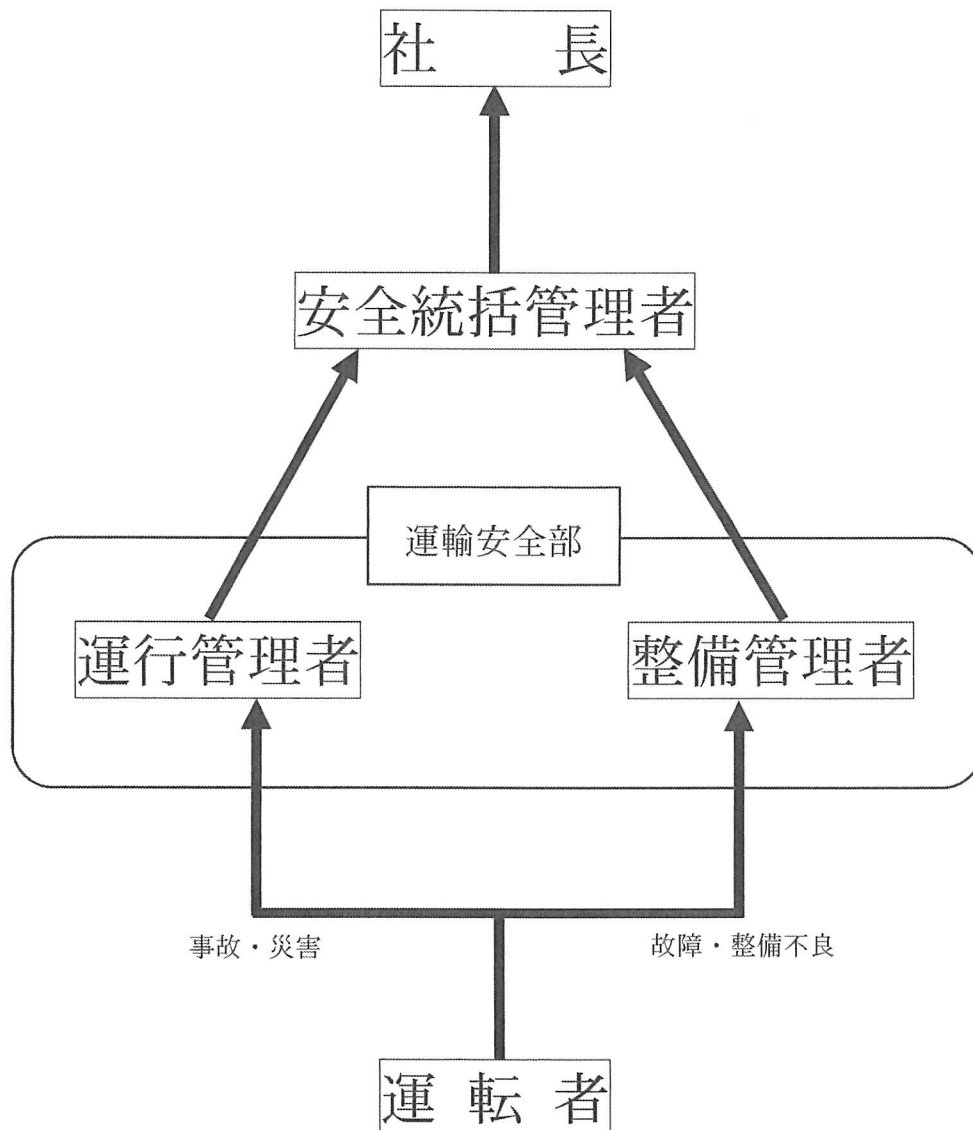 社　　長
安全統括管理者
運輸安全部
運行管理者
整備管理者
事故・災害
故障・整備不良
運 転 者